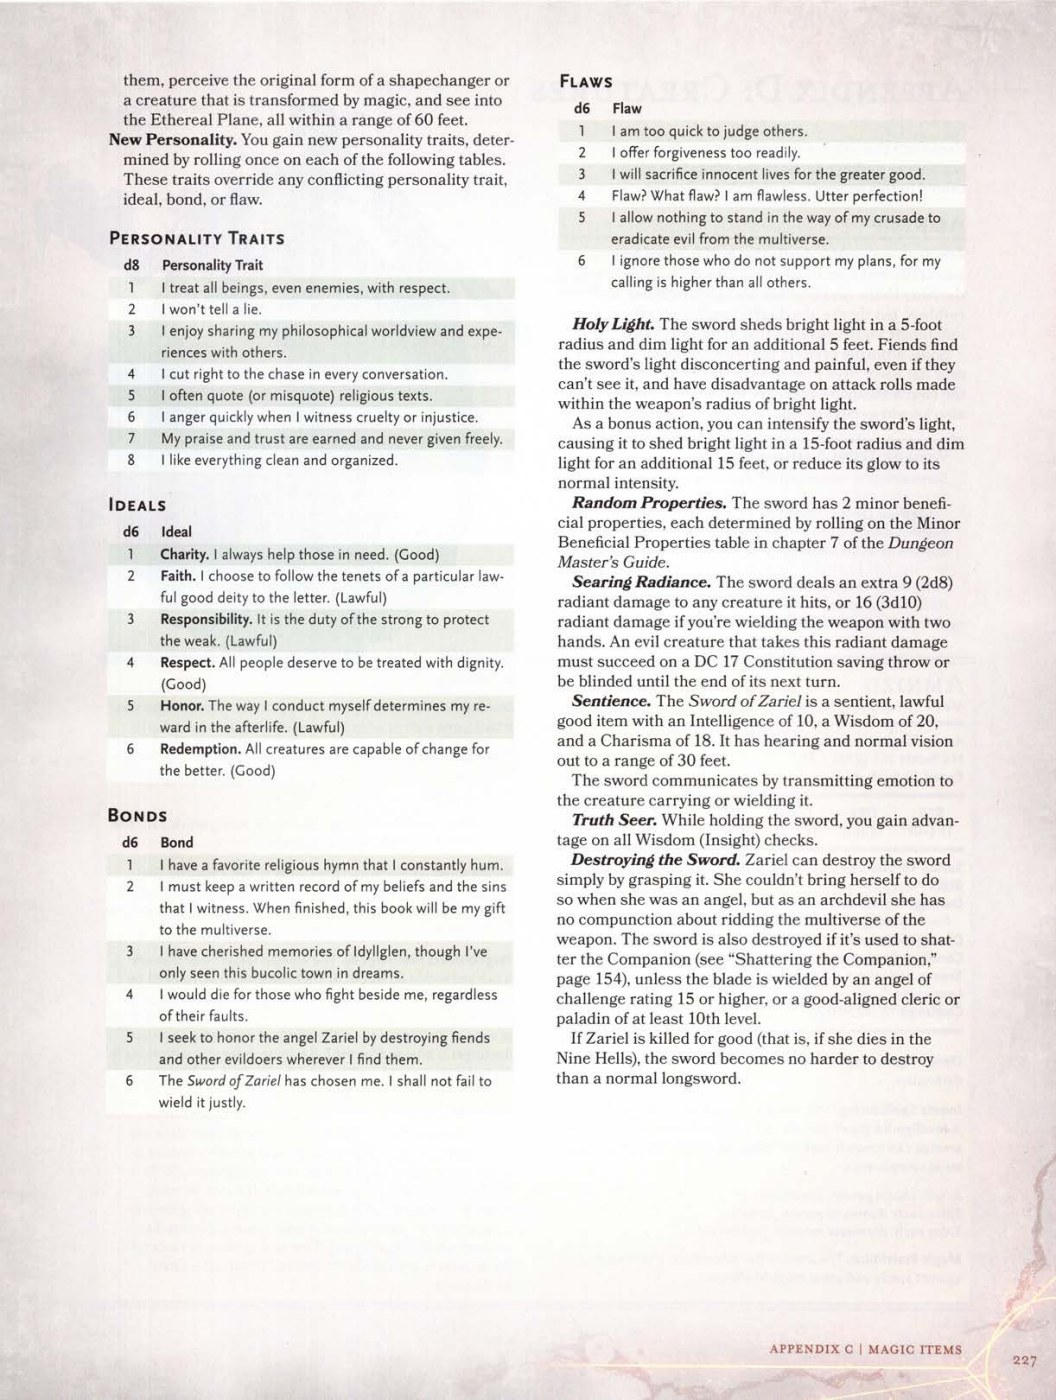 them, perceive the original form of a shapechanger or
a creature that is transformed by magic, and see into
the Ethereal Plane, all within a range of 60 feet.
New Personality. You gain new personality traits, deter-
mined by rolling once on each of the following tables.
These traits override any conflicting personality trait,
ideal, bond, or flaw.
PERSONALITY TRAITS
d8 Personality Trait
1 I treat all beings, even enemies, with respect.
2 I won't tell a lie.
3 I enjoy sharing my philosophical worldview and expe-
riences with others.
4 I cut right to the chase in every conversation.
5 I often quote (or misquote) religious texts.
6 I anger quickly when I witness cruelty or injustice.
7 My praise and trust are earned and never given freely.
8 I like everything clean and organized.
IDEALS
d6 Ideal
1 Charity. I always help those in need. (Good)
2 Faith. I choose to follow the tenets of a particular law-
ful good deity to the letter. (Lawful)
3 Responsibility. It is the duty of the strong to protect
the weak. (Lawful)
4 Respect. All people deserve to be treated with dignity.
(Good)
5 Honor. The way I conduct myself determines my re-
ward in the afterlife. (Lawful)
6 Redemption. All creatures are capable of change for
the better. (Good)
BONDS
d6 Bond
1 I have a favorite religious hymn that I constantly hum.
2 I must keep a written record of my beliefs and the sins
that I witness. When finished, this book will be my gift
to the multiverse.
3 I have cherished memories of Idyllglen, though I've
only seen this bucolic town in dreams.
4 I would die for those who fight beside me, regardless
of their faults.
5 I seek to honor the angel Zariel by destroying fiends
and other evildoers wherever I find them.
6 The Sword of Zariel has chosen me. I shall not fail to
wield it justly.
FLAWS
d6 Flaw
1 I am too quick to judge others.
2 I offer forgiveness too readily.
3 I will sacrifice innocent lives for the greater good.
4 Flaw? What flaw? I am flawless. Utter perfection!
5 I allow nothing to stand in the way of my crusade to
eradicate evil from the multiverse.
6 I ignore those who do not support my plans, for my
calling is higher than all others.
Holy Light. The sword sheds bright light in a 5-foot
radius and dim light for an additional 5 feet. Fiends find
the sword's light disconcerting and painful, even if they
can't see it, and have disadvantage on attack rolls made
within the weapon's radius of bright light.
As a bonus action, you can intensify the sword's light,
causing it to shed bright light in a 15-foot radius and dim
light for an additional 15 feet, or reduce its glow to its
normal intensity.
Random Properties. The sword has 2 minor benefi-
cial properties, each determined by rolling on the Minor
Beneficial Properties table in chapter 7 of the Dungeon
Master's Guide.
Searing Radiance. The sword deals an extra 9 (2d8)
radiant damage to any creature it hits, or 16 (3d10)
radiant damage if you're wielding the weapon with two
hands. An evil creature that takes this radiant damage
must succeed on a DC 17 Constitution saving throw or
be blinded until the end of its next turn.
Sentience. The Sword of Zariel is a sentient, lawful
good item with an Intelligence of 10, a Wisdom of 20,
and a Charisma of 18. It has hearing and normal vision
out to a range of 30 feet.
The sword communicates by transmitting emotion to
the creature carrying or wielding it.
Truth Seer. While holding the sword, you gain advan-
tage on all Wisdom (Insight) checks.
Destroying the Sword. Zariel can destroy the sword
simply by grasping it. She couldn't bring herself to do
so when she was an angel, but as an archdevil she has
no compunction about ridding the multiverse of the
weapon. The sword is also destroyed if it's used to shat-
ter the Companion (see "Shattering the Companion,"
page 154), unless the blade is wielded by an angel of
challenge rating 15 or higher, or a good-aligned cleric or
paladin of at least 10th level.
If Zariel is killed for good (that is, if she dies in the
Nine Hells), the sword becomes no harder to destroy
than a normal longsword.
APPENDIX C | MAGIC ITEMS
227